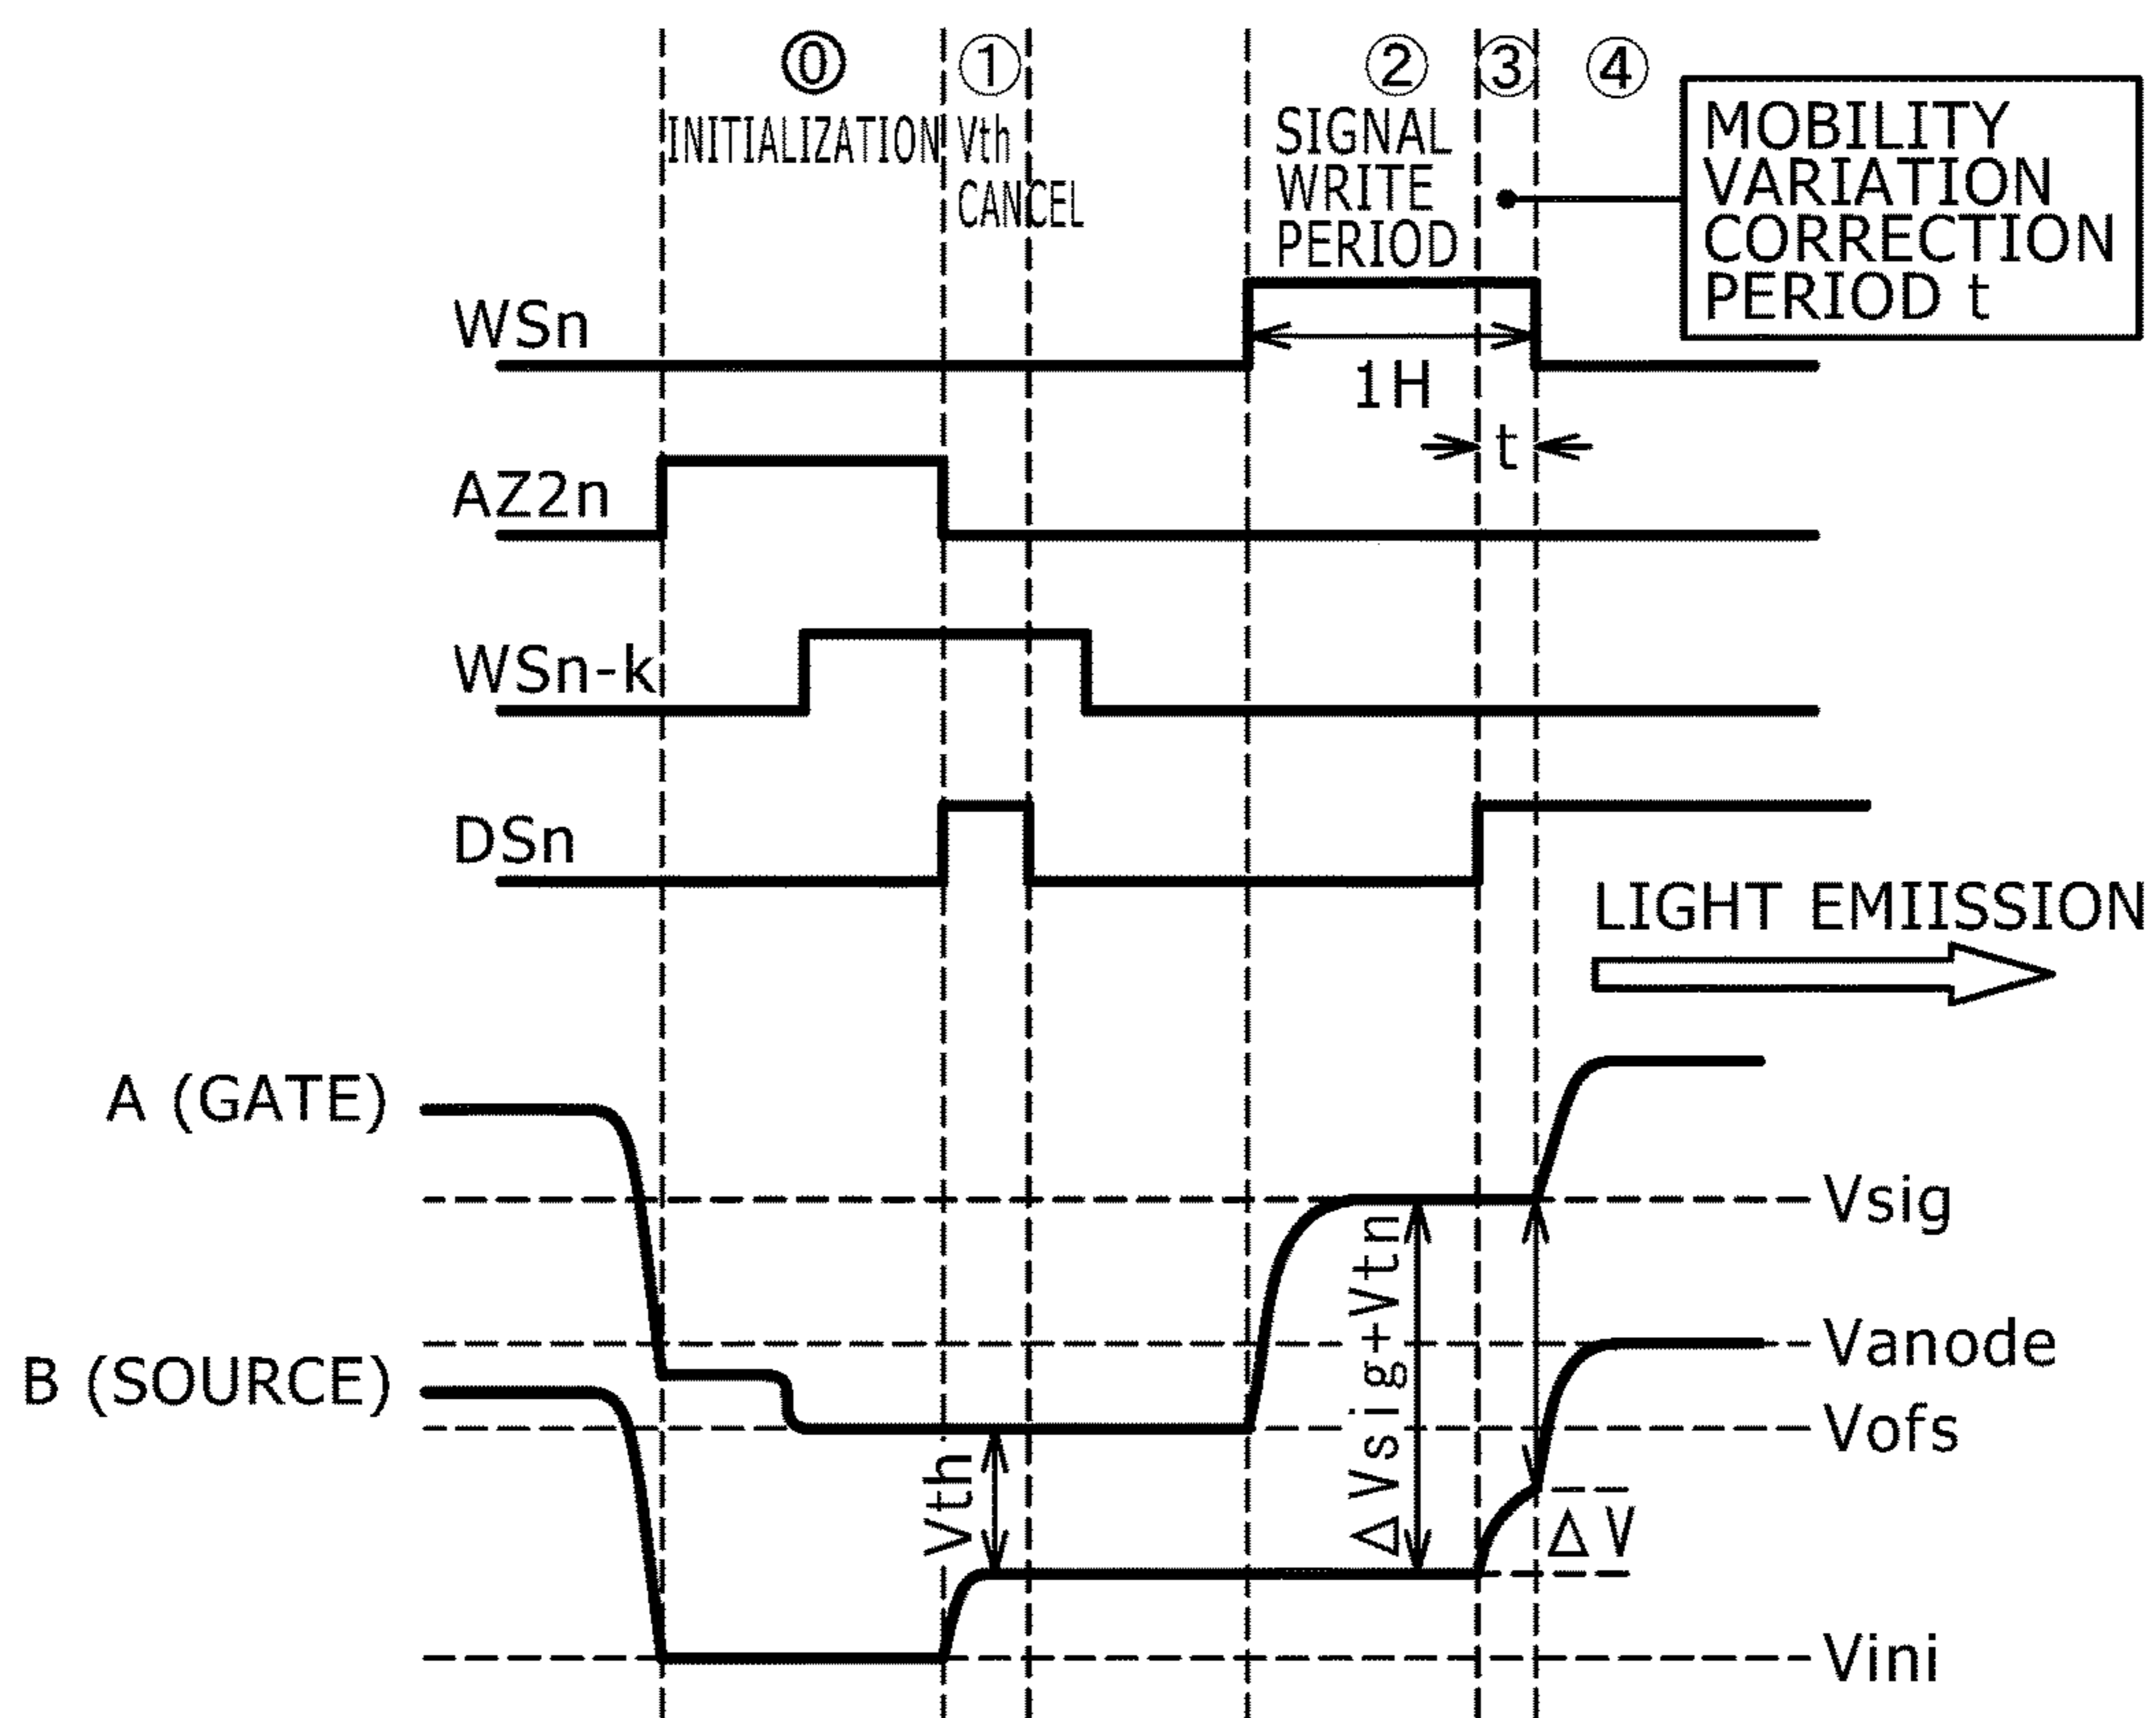 ⓪ ① ② ③ ④
INITIALIZATION
Vth
CANCEL
SIGNAL
WRITE
PERIOD
MOBILITY
VARIATION
CORRECTION
PERIOD t
WSn
1H
t
AZ2n
WSn-k
DSn
LIGHT EMIISSION
A (GATE)
Vsig
B (SOURCE)
Vanode
Vofs
Vth
ΔVsig+Vtn
ΔV
Vini